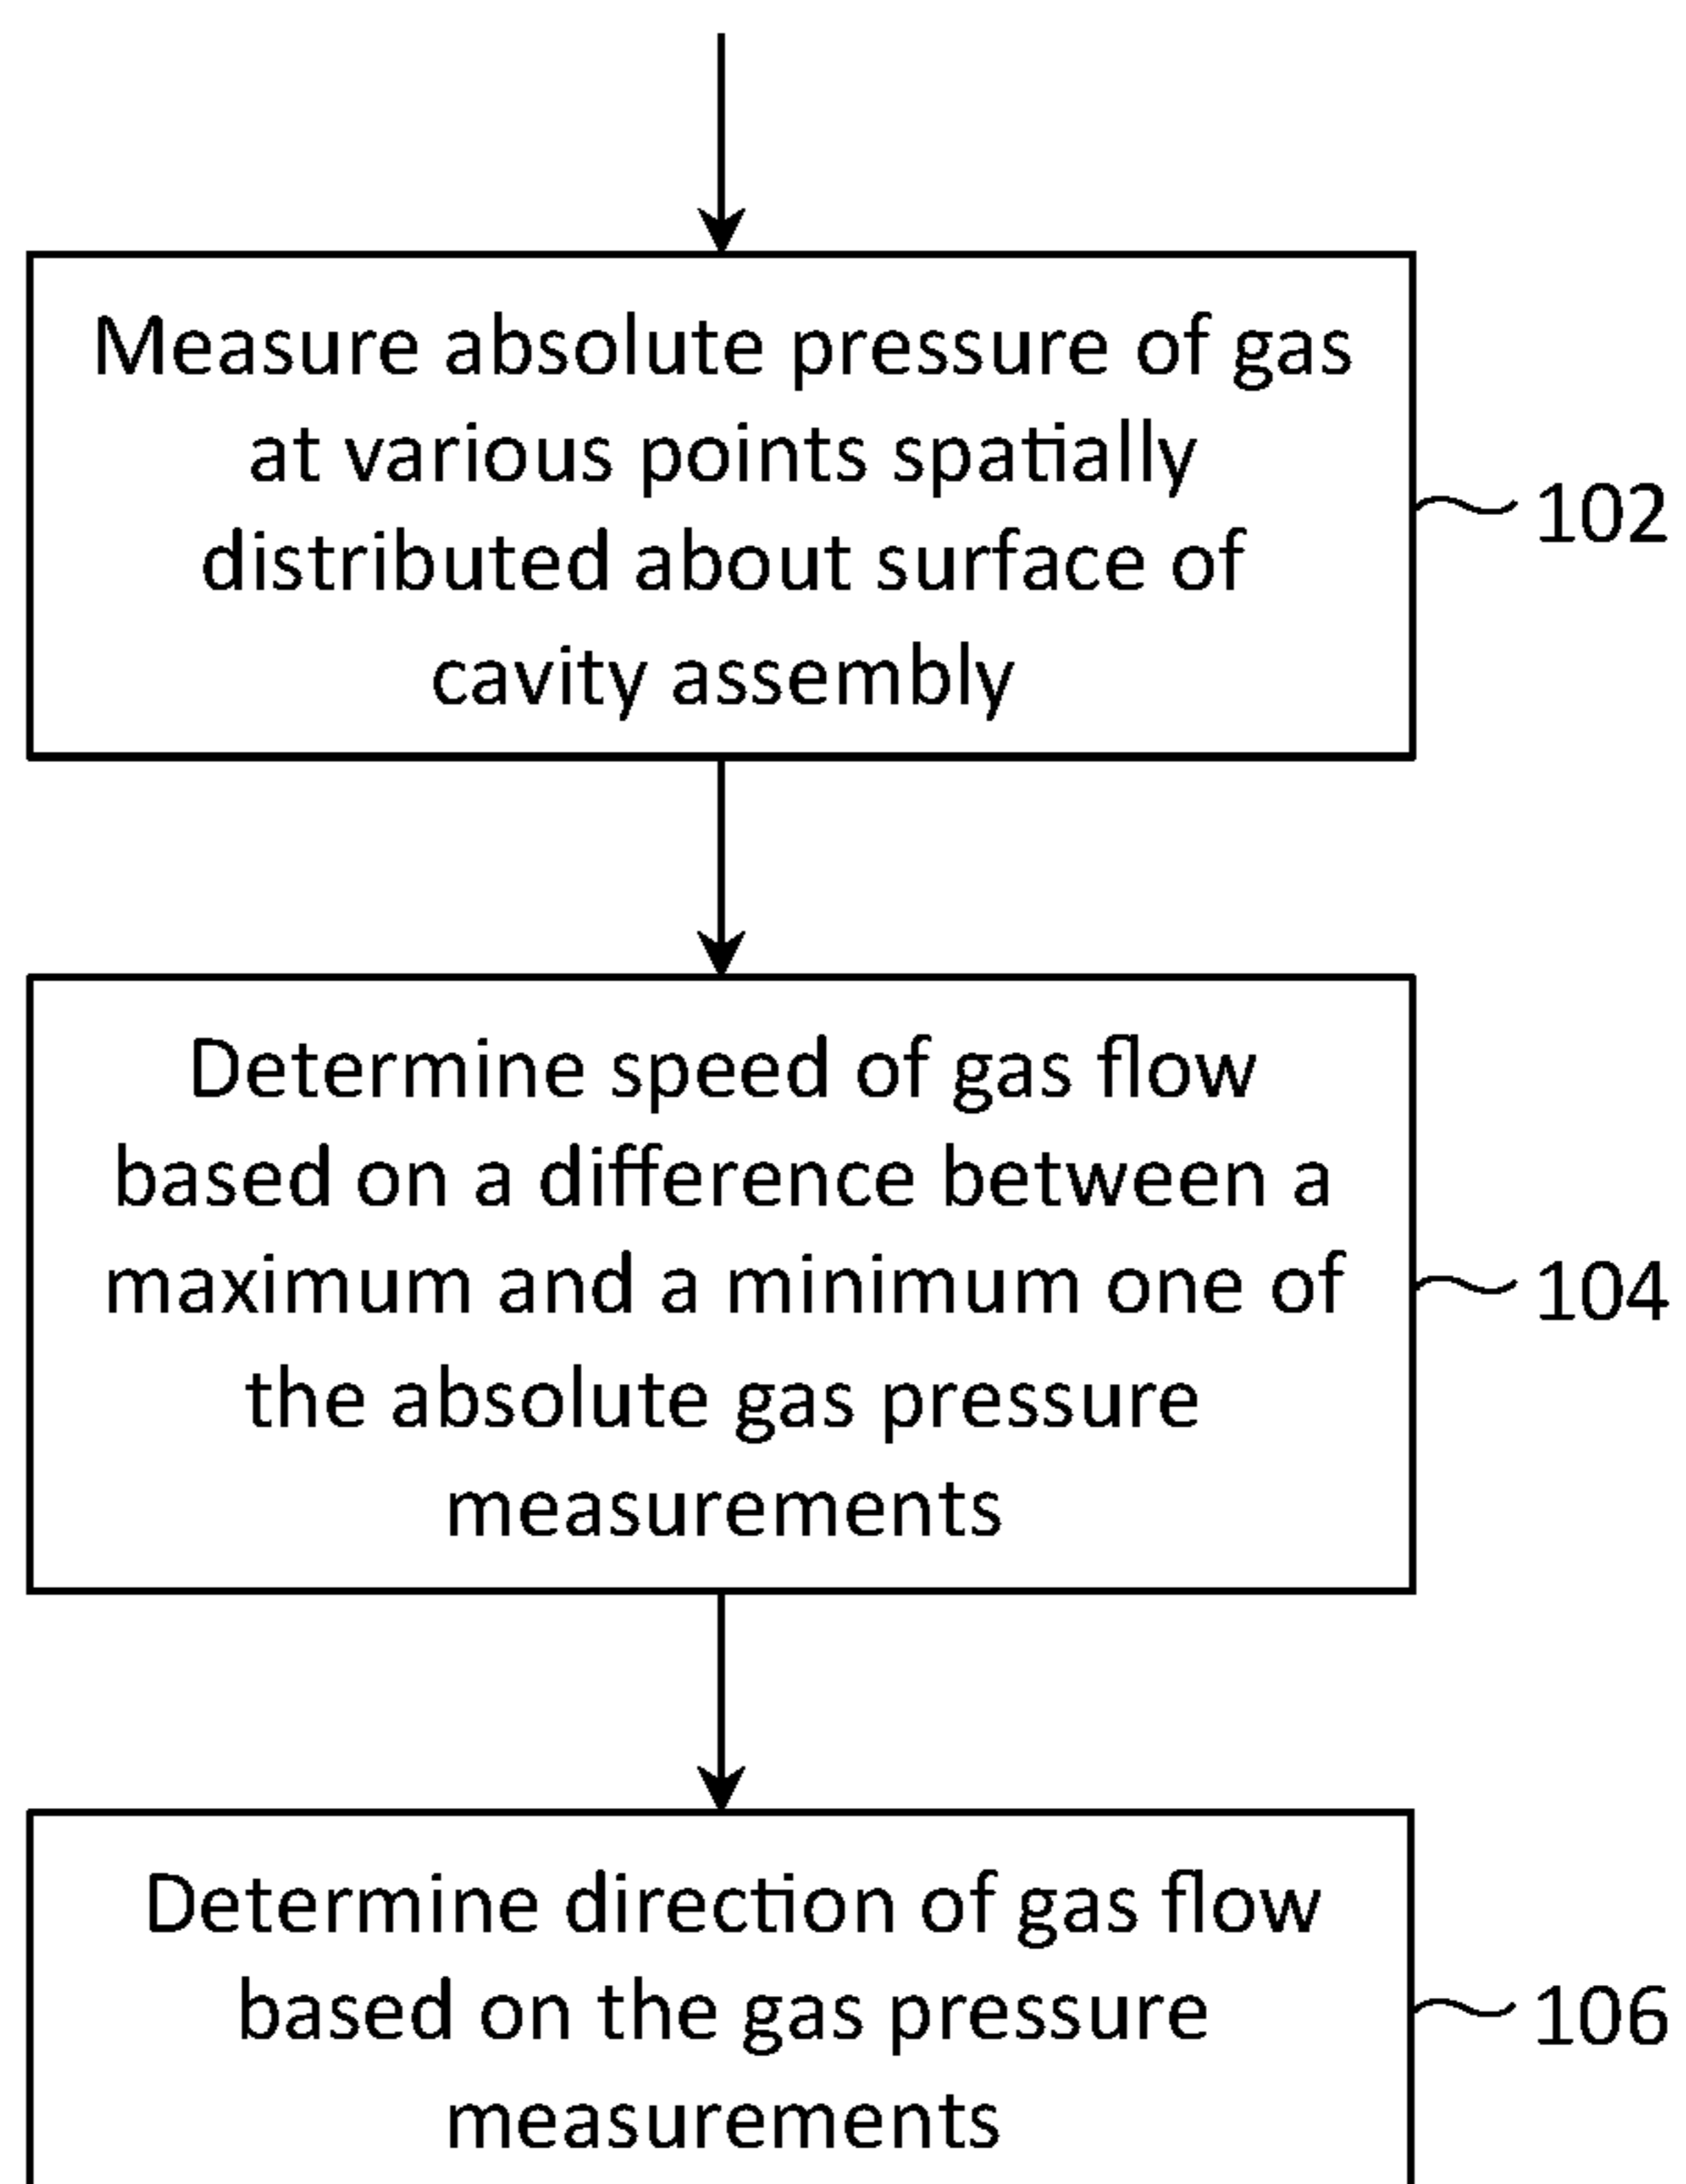 Measure absolute pressure of gas
at various points spatially
distributed about surface of
cavity assembly
102
Determine speed of gas flow
based on a difference between a
maximum and a minimum one of
the absolute gas pressure
measurements
104
Determine direction of gas flow
based on the gas pressure
measurements
106